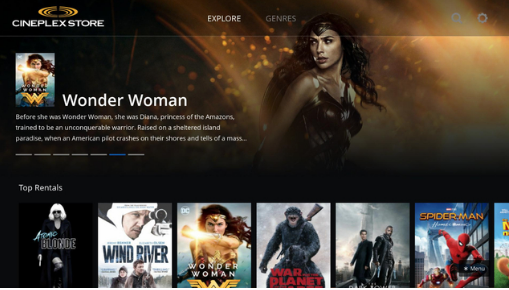 CINEPLEX STORE
EXPLORE
GENRES
WONDER WOMAN
Wonder Woman
Before she was Wonder Woman, she was Diana, princess of the Amazons,
trained to be an unconquerable warrior. Raised on a sheltered island
paradise, when an American pilot crashes on their shores and tells of a mass...
Top Rentals
ATOMIC
BLONDE
WIND RIVER
DC
WONDER
WOMAN
WAR
PLANET
SPIDER-MAN
Menu